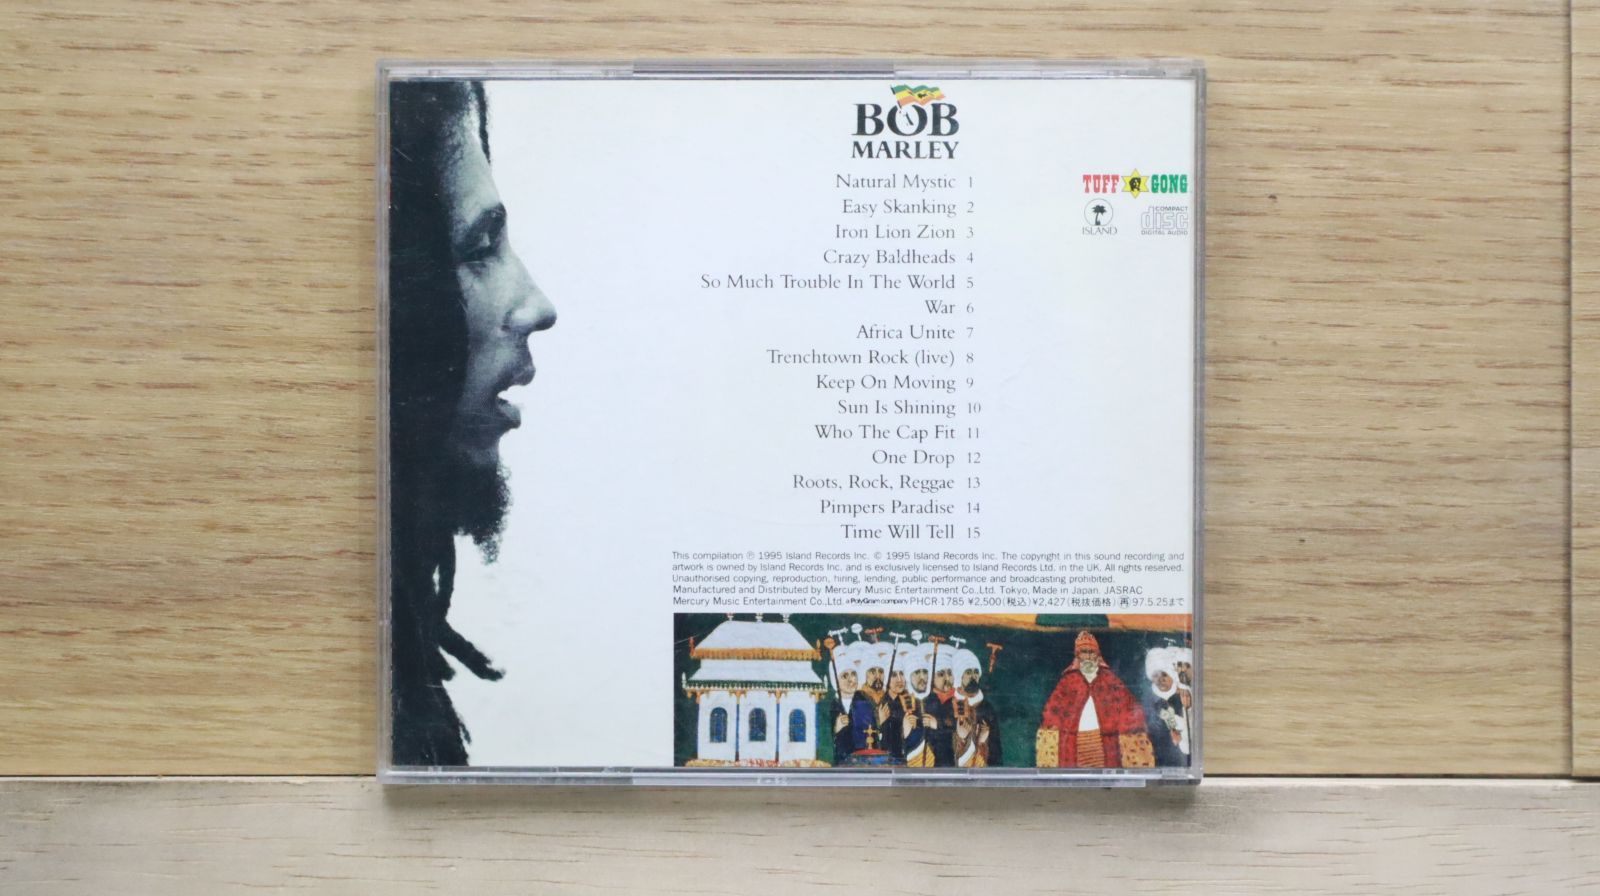 BOB
MARLEY
Natural Mystic 1
Easy Skanking 2
Iron Lion Zion 3
Crazy Baldheads 4
So Much Trouble In The World 5
War 6
Africa Unite 7
Trenchtown Rock (live) 8
Keep On Moving 9
Sun Is Shining 10
Who The Cap Fit 11
One Drop 12
Roots, Rock, Reggae 13
Pimpers Paradise 14
Time Will Tell 15
TUFF GONG
ISLAND
COMPACT
disc
DIGITAL AUDIO
This compilation ℗ 1995 Island Records Inc. © 1995 Island Records Inc. The copyright in this sound recording and
artwork is owned by Island Records Inc. and is exclusively licensed to Island Records Ltd. in the UK. All rights reserved.
Unauthorised copying, reproduction, hiring, lending, public performance and broadcasting prohibited.
Manufactured and Distributed by Mercury Music Entertainment Co.,Ltd. Tokyo, Made in Japan. JASRAC
Mercury Music Entertainment Co.,Ltd. a PolyGram company PHCR-1785 ¥2,500(税込)¥2,427(税抜価格) 再 97.5.25まで